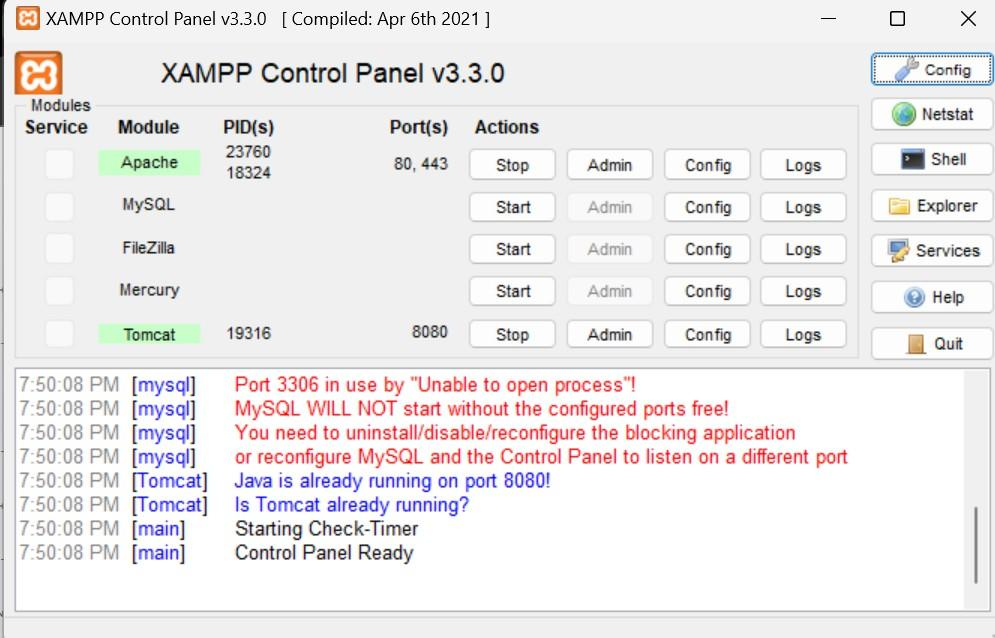 XAMPP Control Panel v3.3.0 [ Compiled: Apr 6th 2021 ]
XAMPP Control Panel v3.3.0
Config
Modules
Service Module PID(s) Port(s) Actions
Netstat
Apache 23760 80, 443 Stop Admin Config Logs
18324
Shell
MySQL Start Admin Config Logs
Explorer
FileZilla Start Admin Config Logs
Services
Mercury Start Admin Config Logs
Help
Tomcat 19316 8080 Stop Admin Config Logs
Quit
7:50:08 PM [mysql] Port 3306 in use by "Unable to open process"!
7:50:08 PM [mysql] MySQL WILL NOT start without the configured ports free!
7:50:08 PM [mysql] You need to uninstall/disable/reconfigure the blocking application
7:50:08 PM [mysql] or reconfigure MySQL and the Control Panel to listen on a different port
7:50:08 PM [Tomcat] Java is already running on port 8080!
7:50:08 PM [Tomcat] Is Tomcat already running?
7:50:08 PM [main] Starting Check-Timer
7:50:08 PM [main] Control Panel Ready